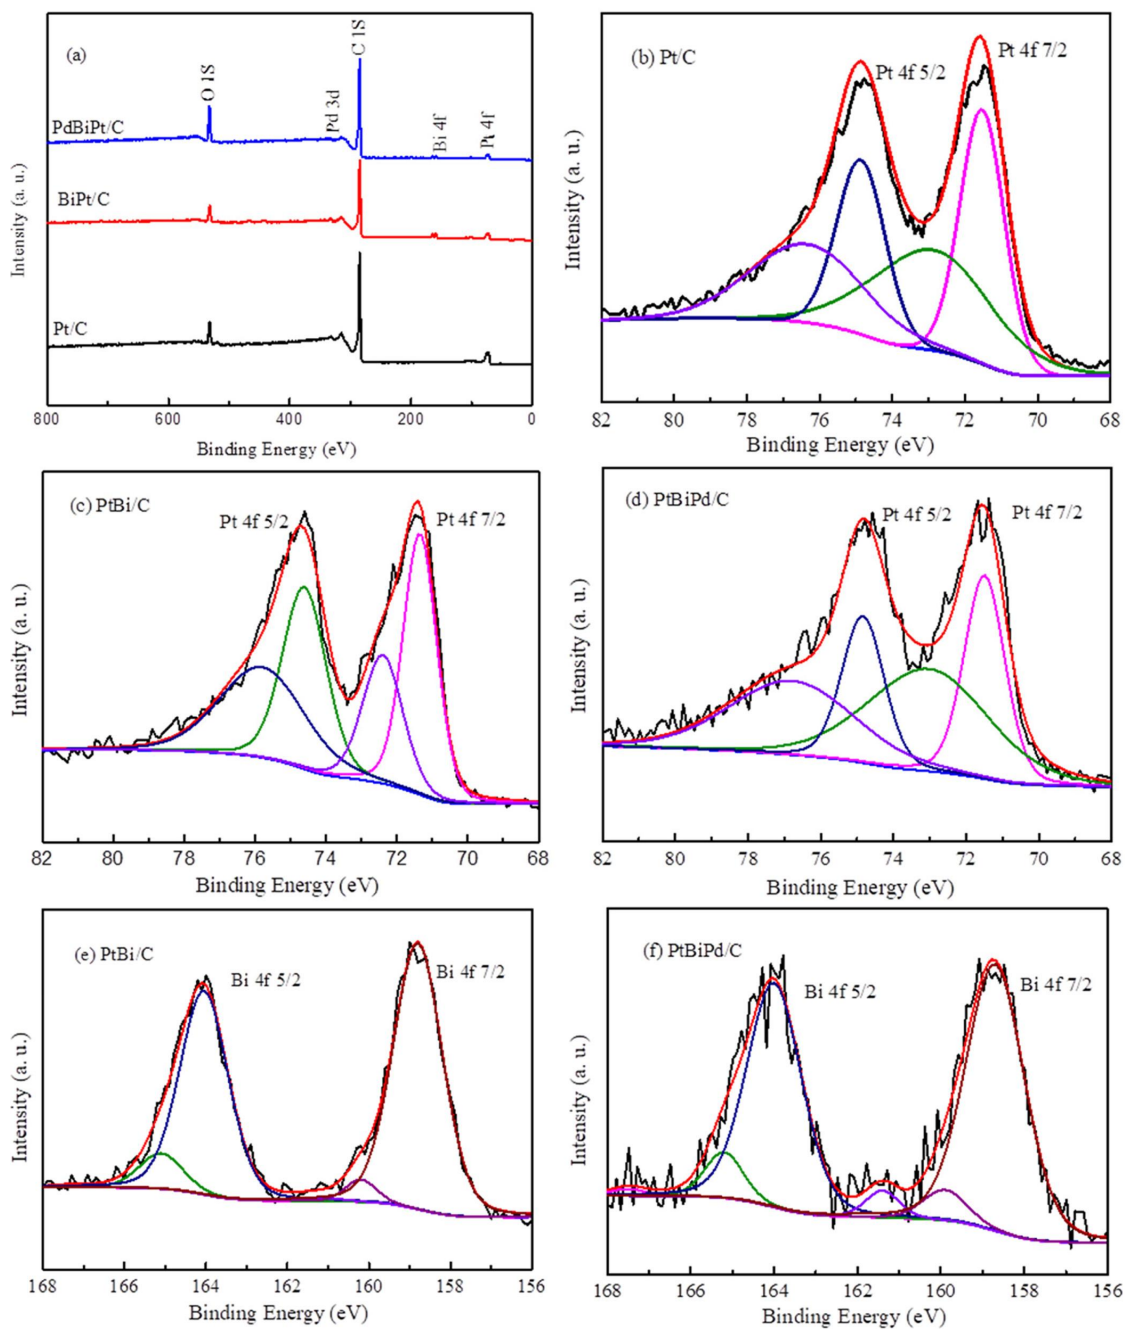 (a)
O 1S
C 1S
Pd 3d
Bi 4f
Pt 4f
PdBiPt/C
BiPt/C
Pt/C
Intensity (a. u.)
800 600 400 200 0
Binding Energy (eV)
(b) Pt/C
Pt 4f 5/2
Pt 4f 7/2
Intensity (a. u.)
82 80 78 76 74 72 70 68
Binding Energy (eV)
(c) PtBi/C
Pt 4f 5/2
Pt 4f 7/2
Intensity (a. u.)
82 80 78 76 74 72 70 68
Binding Energy (eV)
(d) PtBiPd/C
Pt 4f 5/2
Pt 4f 7/2
Intensity (a. u.)
82 80 78 76 74 72 70 68
Binding Energy (eV)
(e) PtBi/C
Bi 4f 5/2
Bi 4f 7/2
Intensity (a. u.)
168 166 164 162 160 158 156
Binding Energy (eV)
(f) PtBiPd/C
Bi 4f 5/2
Bi 4f 7/2
Intensity (a. u.)
168 166 164 162 160 158 156
Binding Energy (eV)